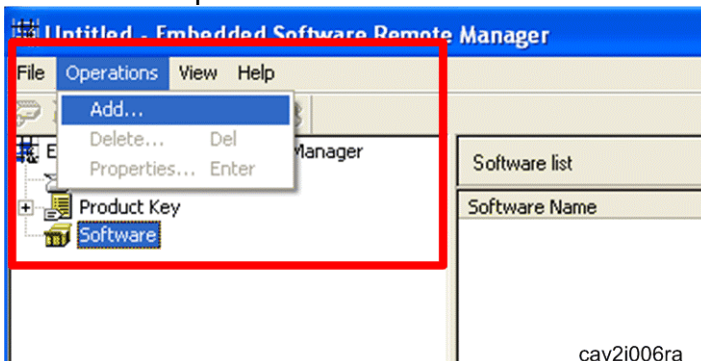 Untitled - Embedded Software Remote Manager
File Operations View Help
Add...
Delete... Del
Manager
Properties... Enter
Product Key
Software
Software list
Software Name
cav2i006ra